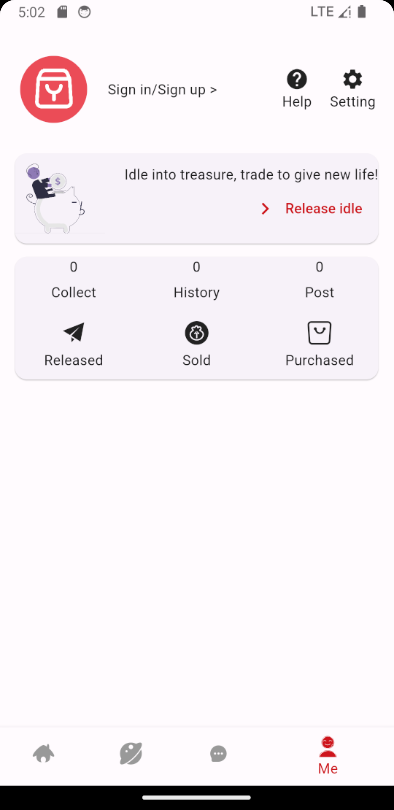 5:02
LTE
Sign in/Sign up >
Help
Setting
Idle into treasure, trade to give new life!
Release idle
0
0
0
Collect
History
Post
Released
Sold
Purchased
Me